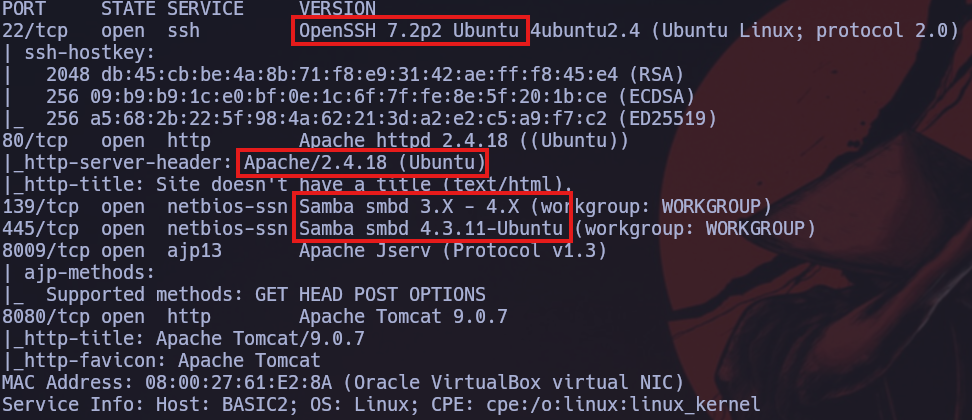 PORT     STATE SERVICE     VERSION
22/tcp   open  ssh         OpenSSH 7.2p2 Ubuntu 4ubuntu2.4 (Ubuntu Linux; protocol 2.0)
| ssh-hostkey:
|   2048 db:45:cb:be:4a:8b:71:f8:e9:31:42:ae:ff:f8:45:e4 (RSA)
|   256 09:b9:b9:1c:e0:bf:0e:1c:6f:7f:fe:8e:5f:20:1b:ce (ECDSA)
|_  256 a5:68:2b:22:5f:98:4a:62:21:3d:a2:e2:c5:a9:f7:c2 (ED25519)
80/tcp   open  http        Apache httpd 2.4.18 ((Ubuntu))
|_http-server-header: Apache/2.4.18 (Ubuntu)
|_http-title: Site doesn't have a title (text/html).
139/tcp  open  netbios-ssn Samba smbd 3.X - 4.X (workgroup: WORKGROUP)
445/tcp  open  netbios-ssn Samba smbd 4.3.11-Ubuntu (workgroup: WORKGROUP)
8009/tcp open  ajp13       Apache Jserv (Protocol v1.3)
| ajp-methods:
|_  Supported methods: GET HEAD POST OPTIONS
8080/tcp open  http        Apache Tomcat 9.0.7
|_http-title: Apache Tomcat/9.0.7
|_http-favicon: Apache Tomcat
MAC Address: 08:00:27:61:E2:8A (Oracle VirtualBox virtual NIC)
Service Info: Host: BASIC2; OS: Linux; CPE: cpe:/o:linux:linux_kernel